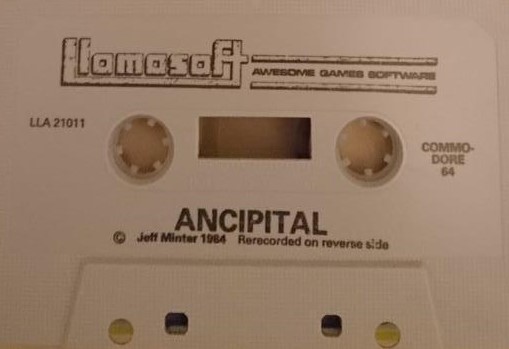 llamasoft
AWESOME GAMES SOFTWARE
LLA 21011
COMMO-
DORE
64
ANCIPITAL
© Jeff Minter 1984 Rerecorded on reverse side